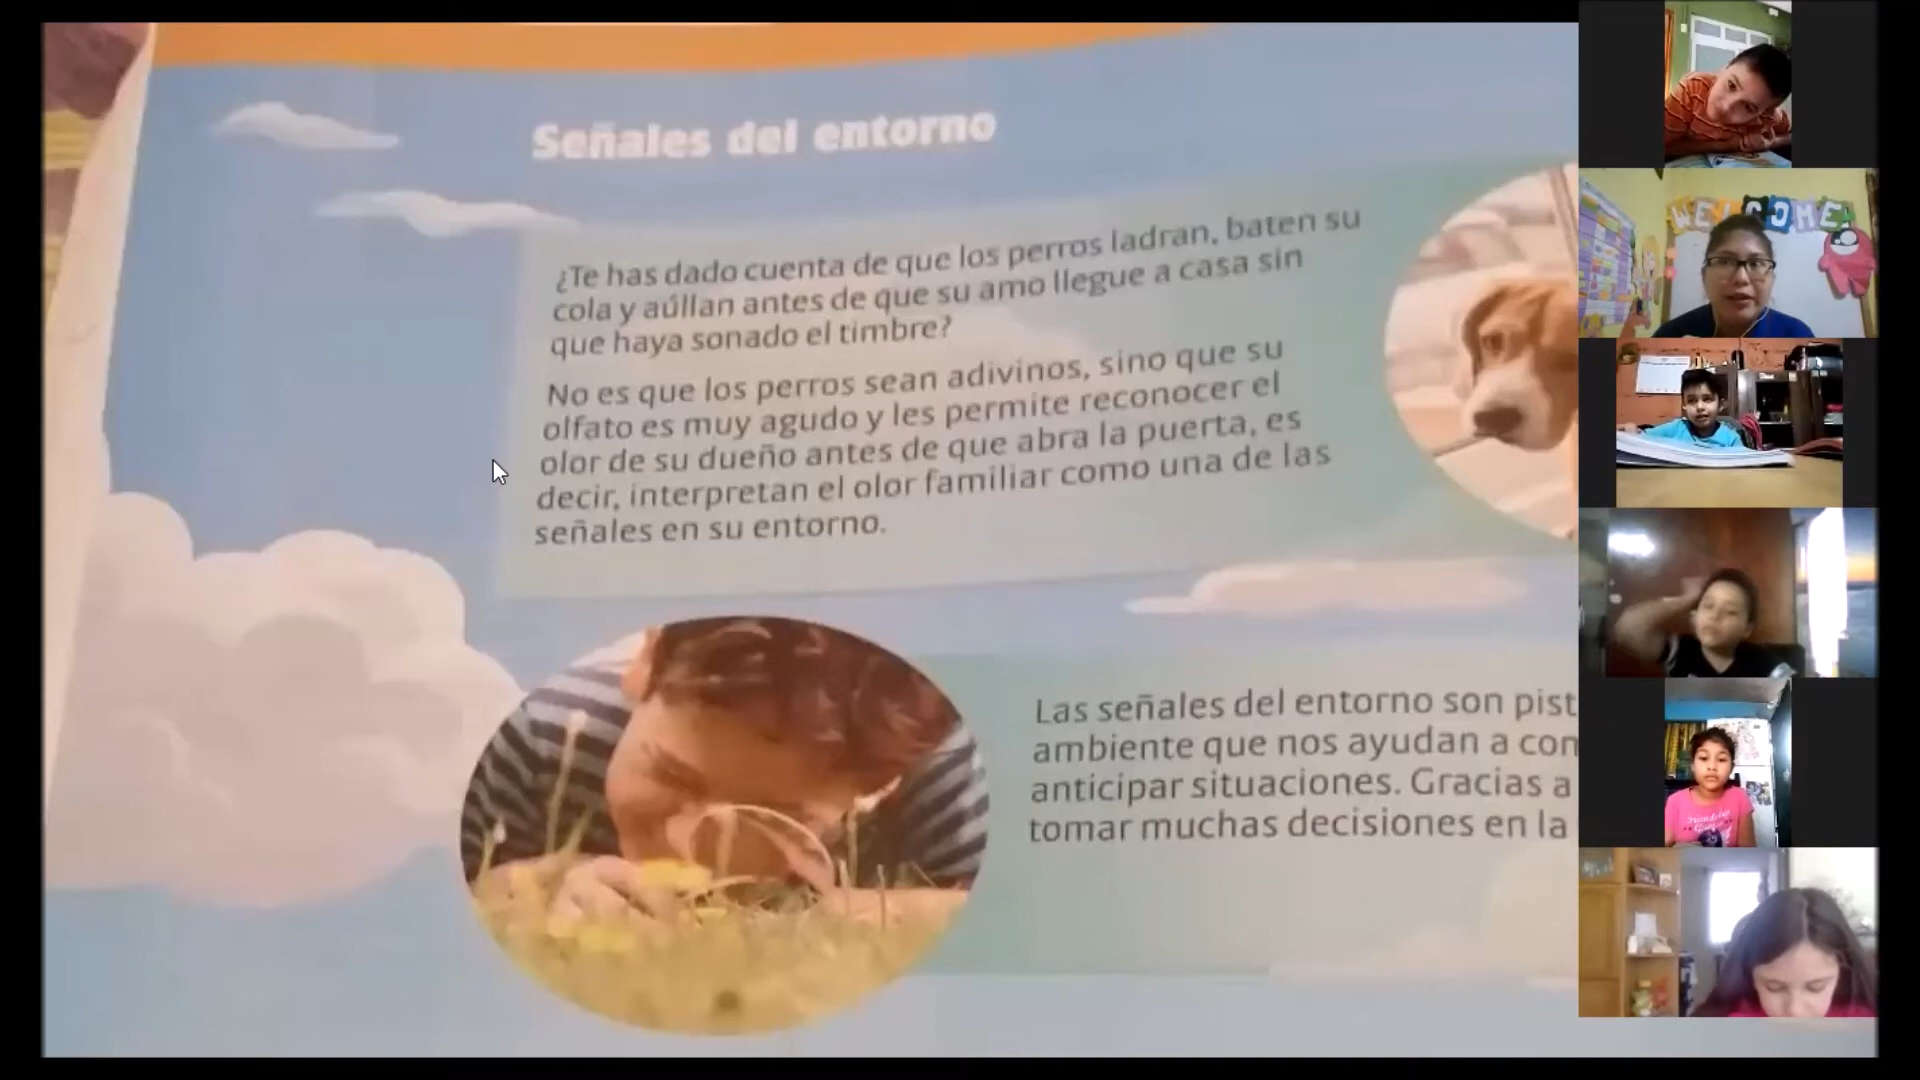 Señales del entorno
¿Te has dado cuenta de que los perros ladran, baten su
cola y aúllan antes de que su amo llegue a casa sin
que haya sonado el timbre?
No es que los perros sean adivinos, sino que su
olfato es muy agudo y les permite reconocer el
olor de su dueño antes de que abra la puerta, es
decir, interpretan el olor familiar como una de las
señales en su entorno.
Las señales del entorno son pist
ambiente que nos ayudan a con
anticipar situaciones. Gracias a
tomar muchas decisiones en la
WELCOME